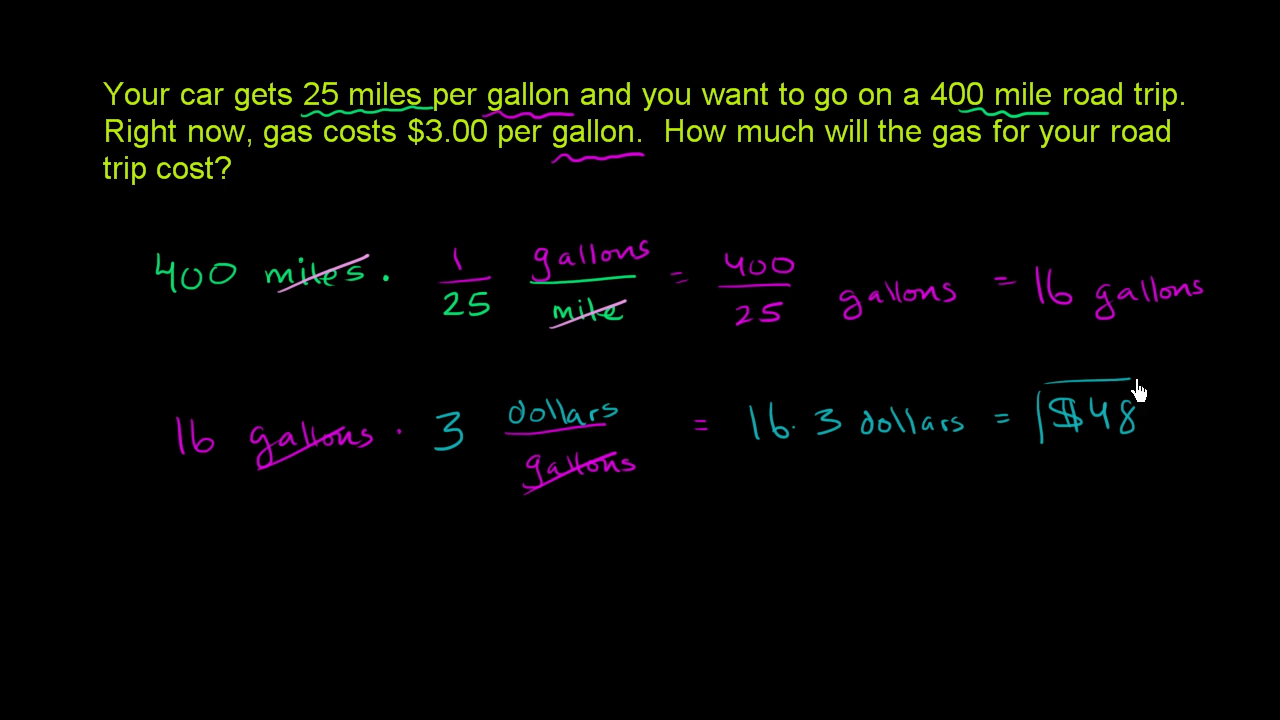 Your car gets 25 miles per gallon and you want to go on a 400 mile road trip.
Right now, gas costs $3.00 per gallon. How much will the gas for your road
trip cost?
400 miles · 1/25 gallons/mile = 400/25 gallons = 16 gallons
16 gallons · 3 dollars/gallons = 16 · 3 dollars = $48